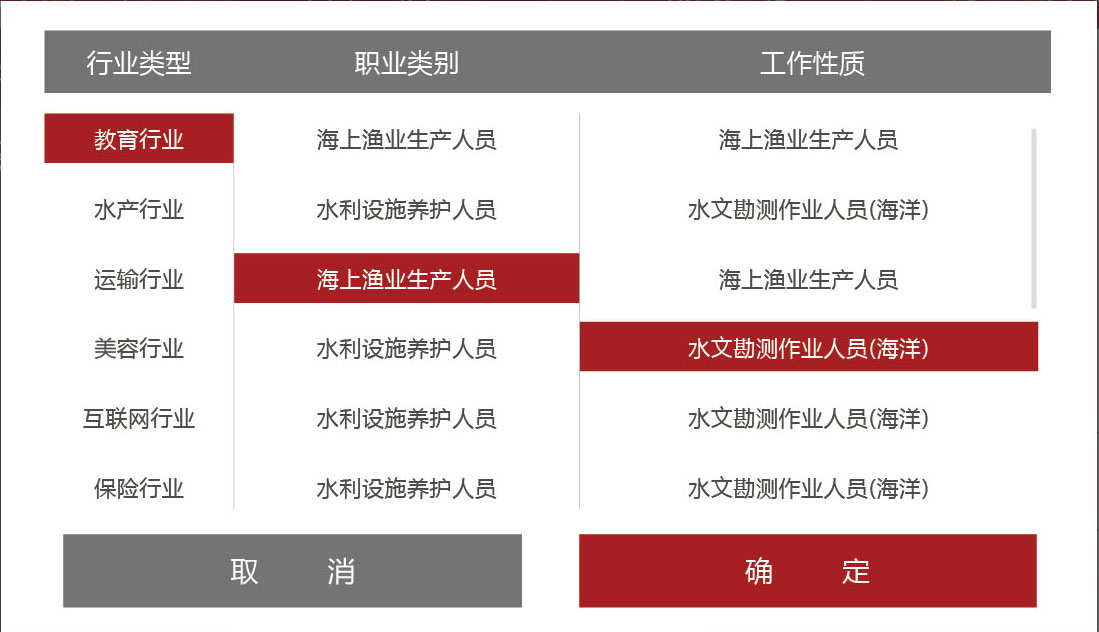 行业类型 职业类别 工作性质
教育行业 海上渔业生产人员 海上渔业生产人员
水产行业 水利设施养护人员 水文勘测作业人员(海洋)
运输行业 海上渔业生产人员 海上渔业生产人员
美容行业 水利设施养护人员 水文勘测作业人员(海洋)
互联网行业 水利设施养护人员 水文勘测作业人员(海洋)
保险行业 水利设施养护人员 水文勘测作业人员(海洋)
取消 确定